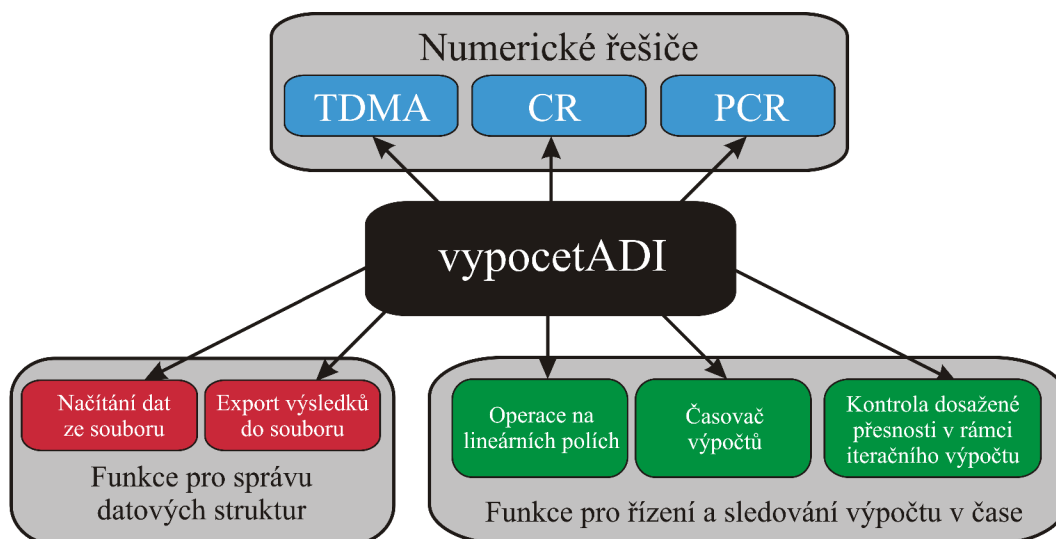 Numerické řešiče
TDMA
CR
PCR
vypocetADI
Načítání dat
ze souboru
Export výsledků
do souboru
Funkce pro správu
datových struktur
Operace na
lineárních polích
Časovač
výpočtů
Kontrola dosažené
přesnosti v rámci
iteračního výpočtu
Funkce pro řízení a sledování výpočtu v čase